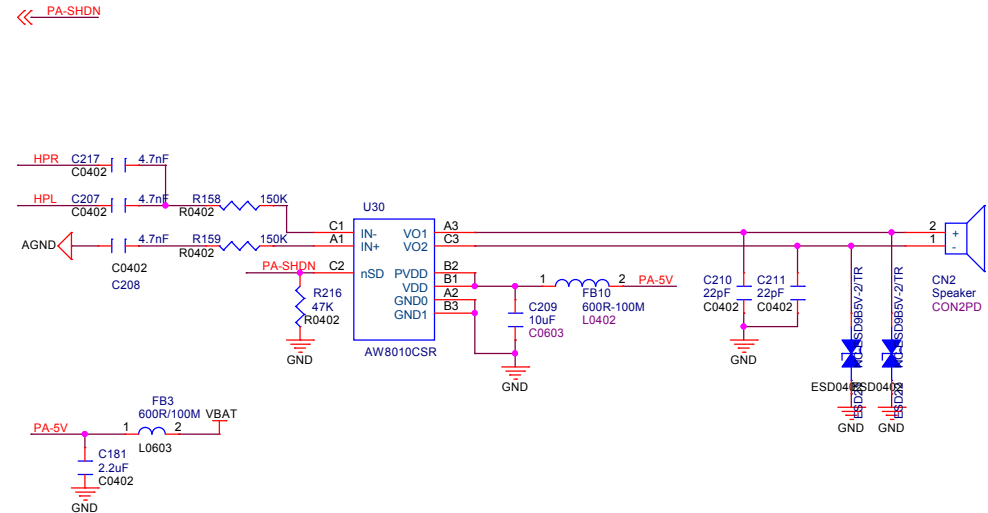 PA-SHDN
HPR C217 4.7nF
C0402
HPL C207 4.7nF R158 150K
C0402 R0402
AGND 4.7nF R159 150K
R0402
C0402
C208
PA-SHDN
R216
47K
R0402
GND
U30
C1 IN- VO1 A3
A1 IN+ VO2 C3
C2 nSD PVDD B2
VDD B1
GND0 A2
GND1 B3
AW8010CSR
C209
10uF
C0603
GND
1 2 PA-5V
FB10
600R-100M
L0402
C210 C211
22pF 22pF
C0402 C0402
GND
2 +
1 -
CN2
Speaker
CON2PD
NC-ESD9B5V-2/TR
ESD0402
GND
NC-ESD9B5V-2/TR
ESD0402
GND
FB3
600R/100M VBAT
PA-5V 1 2
L0603
C181
2.2uF
C0402
GND